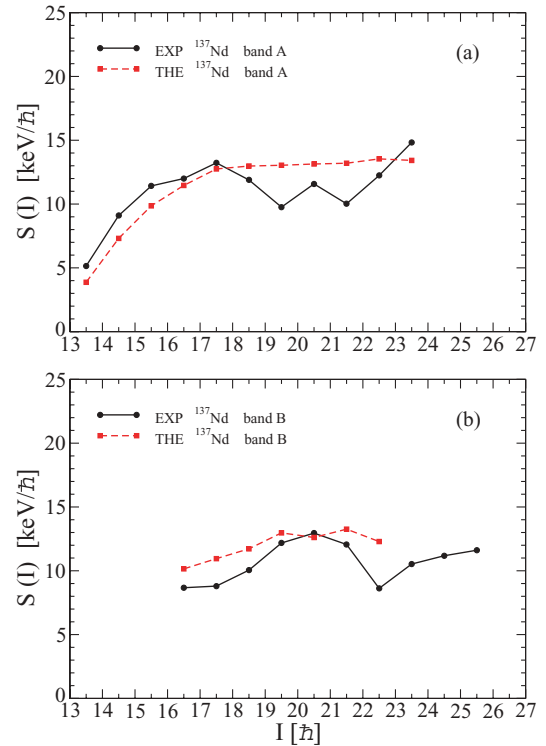 25
20
15
10
5
0
S (I) [keV/ħ]
EXP ¹³⁷Nd band A
THE ¹³⁷Nd band A
(a)
13 14 15 16 17 18 19 20 21 22 23 24 25 26 27
25
20
15
10
5
0
S (I) [keV/ħ]
EXP ¹³⁷Nd band B
THE ¹³⁷Nd band B
(b)
13 14 15 16 17 18 19 20 21 22 23 24 25 26 27
I [ħ]